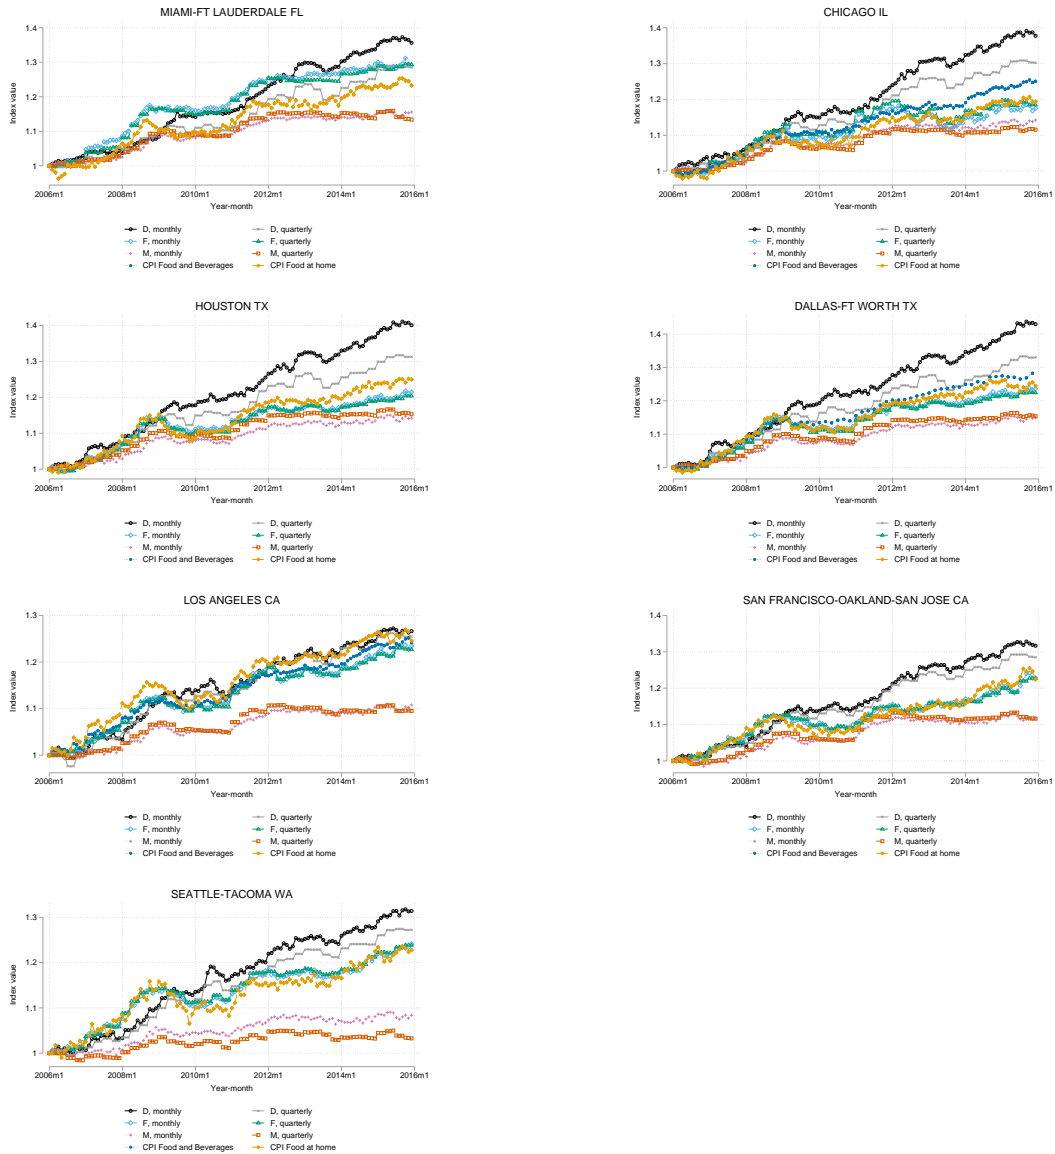 MIAMI-FT LAUDERDALE FL
1.4
1.3
1.2
1.1
1
Index value
2006m1 2008m1 2010m1 2012m1 2014m1 2016m1
Year-month
D, monthly D, quarterly
F, monthly F, quarterly
M, monthly M, quarterly
CPI Food and Beverages CPI Food at home
CHICAGO IL
1.4
1.3
1.2
1.1
1
Index value
2006m1 2008m1 2010m1 2012m1 2014m1 2016m1
Year-month
D, monthly D, quarterly
F, monthly F, quarterly
M, monthly M, quarterly
CPI Food and Beverages CPI Food at home
HOUSTON TX
1.4
1.3
1.2
1.1
1
Index value
2006m1 2008m1 2010m1 2012m1 2014m1 2016m1
Year-month
D, monthly D, quarterly
F, monthly F, quarterly
M, monthly M, quarterly
CPI Food and Beverages CPI Food at home
DALLAS-FT WORTH TX
1.4
1.3
1.2
1.1
1
Index value
2006m1 2008m1 2010m1 2012m1 2014m1 2016m1
Year-month
D, monthly D, quarterly
F, monthly F, quarterly
M, monthly M, quarterly
CPI Food and Beverages CPI Food at home
LOS ANGELES CA
1.3
1.2
1.1
1
Index value
2006m1 2008m1 2010m1 2012m1 2014m1 2016m1
Year-month
D, monthly D, quarterly
F, monthly F, quarterly
M, monthly M, quarterly
CPI Food and Beverages CPI Food at home
SAN FRANCISCO-OAKLAND-SAN JOSE CA
1.4
1.3
1.2
1.1
1
Index value
2006m1 2008m1 2010m1 2012m1 2014m1 2016m1
Year-month
D, monthly D, quarterly
F, monthly F, quarterly
M, monthly M, quarterly
CPI Food and Beverages CPI Food at home
SEATTLE-TACOMA WA
1.3
1.2
1.1
1
Index value
2006m1 2008m1 2010m1 2012m1 2014m1 2016m1
Year-month
D, monthly D, quarterly
F, monthly F, quarterly
M, monthly M, quarterly
CPI Food and Beverages CPI Food at home